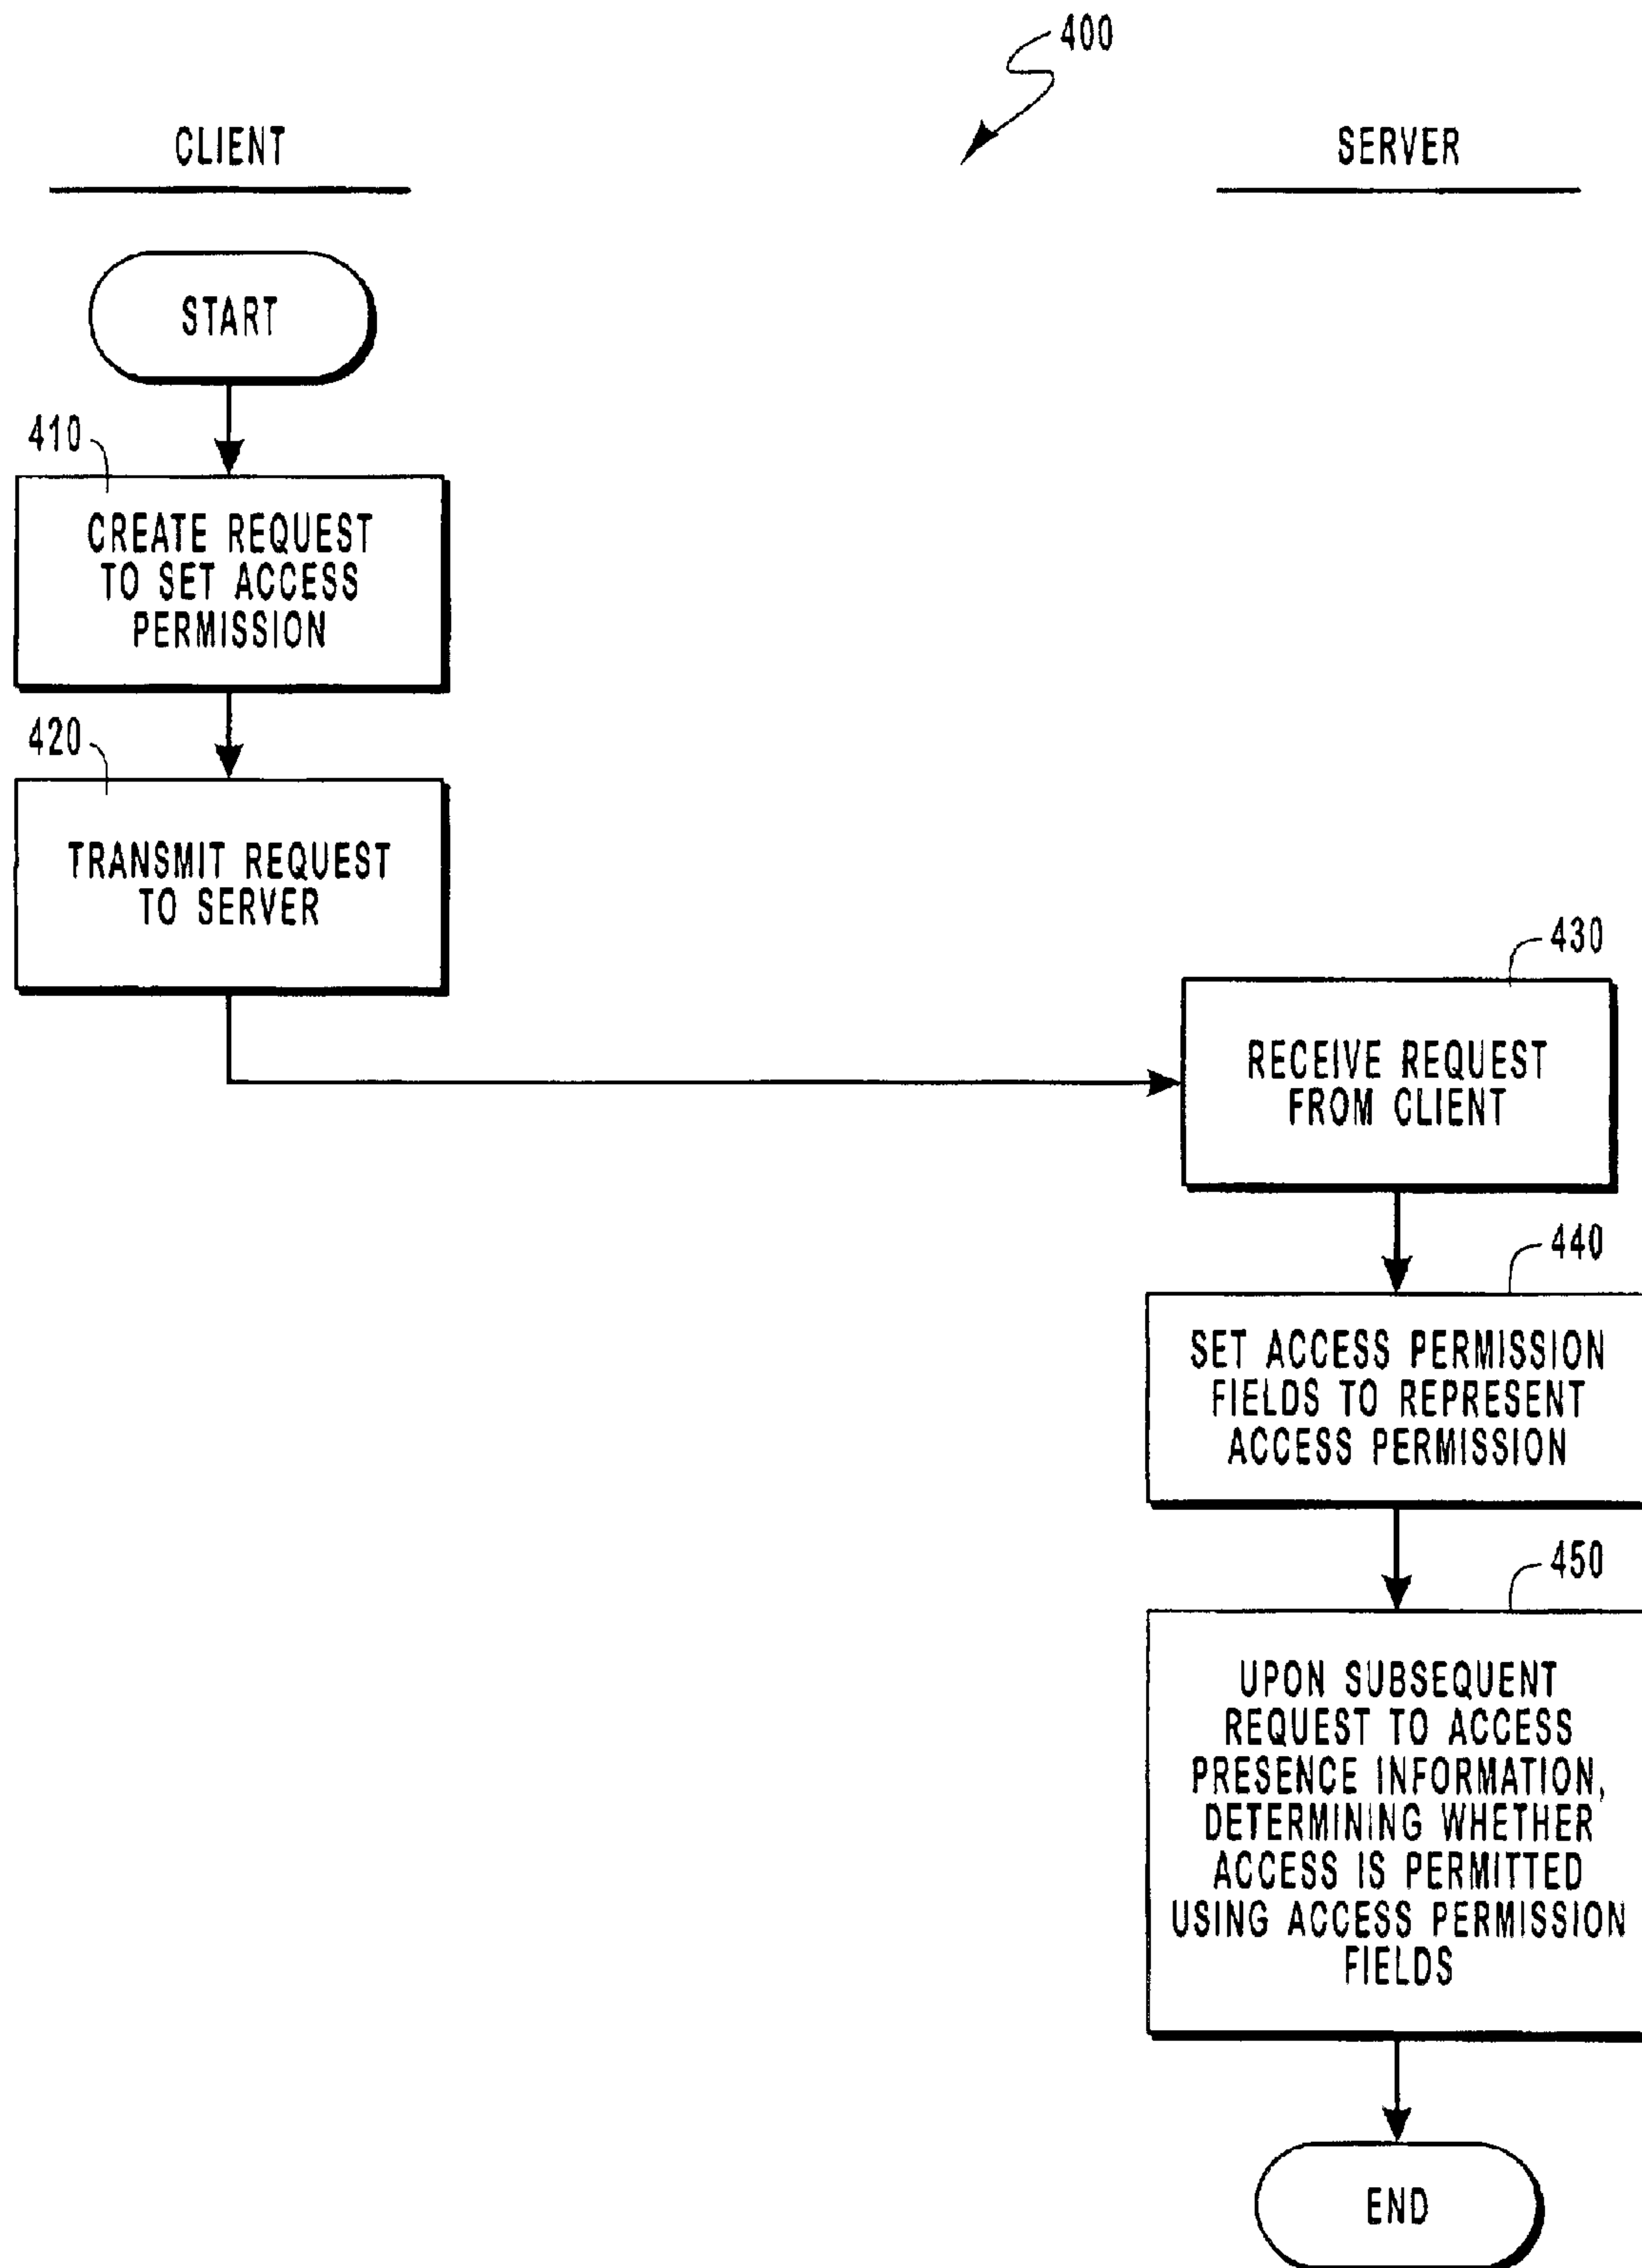 400
CLIENT
SERVER
START
410
CREATE REQUEST
TO SET ACCESS
PERMISSION
420
TRANSMIT REQUEST
TO SERVER
430
RECEIVE REQUEST
FROM CLIENT
440
SET ACCESS PERMISSION
FIELDS TO REPRESENT
ACCESS PERMISSION
450
UPON SUBSEQUENT
REQUEST TO ACCESS
PRESENCE INFORMATION,
DETERMINING WHETHER
ACCESS IS PERMITTED
USING ACCESS PERMISSION
FIELDS
END